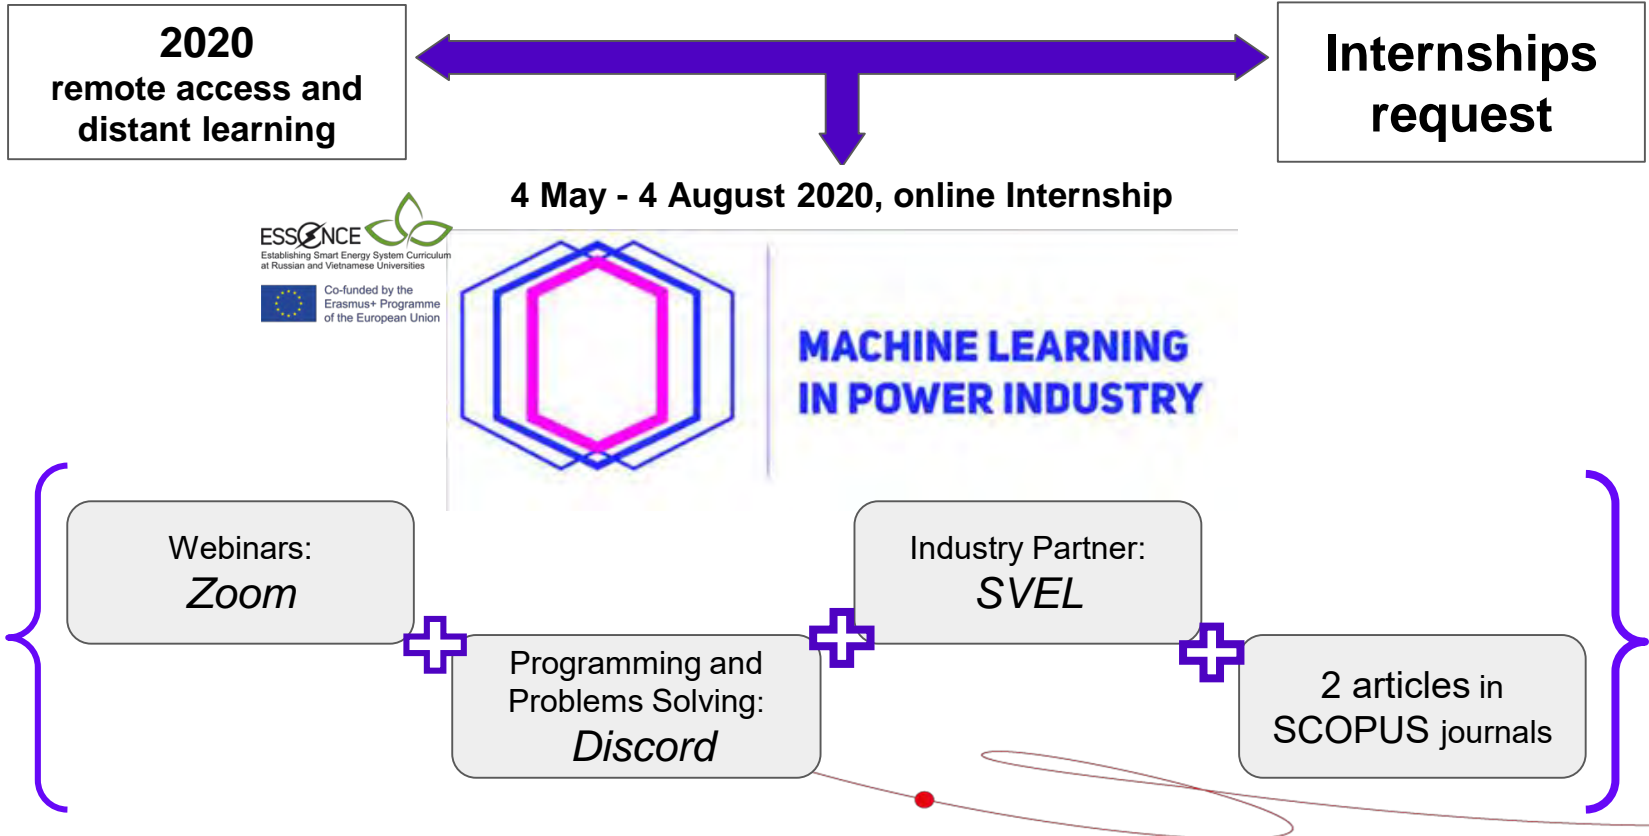 2020
remote access and
distant learning
Internships
request
4 May - 4 August 2020, online Internship
ESSENCE
Establishing Smart Energy System Curriculum
at Russian and Vietnamese Universities
Co-funded by the
Erasmus+ Programme
of the European Union
MACHINE LEARNING
IN POWER INDUSTRY
Webinars:
Zoom
Programming and
Problems Solving:
Discord
Industry Partner:
SVEL
2 articles in
SCOPUS journals